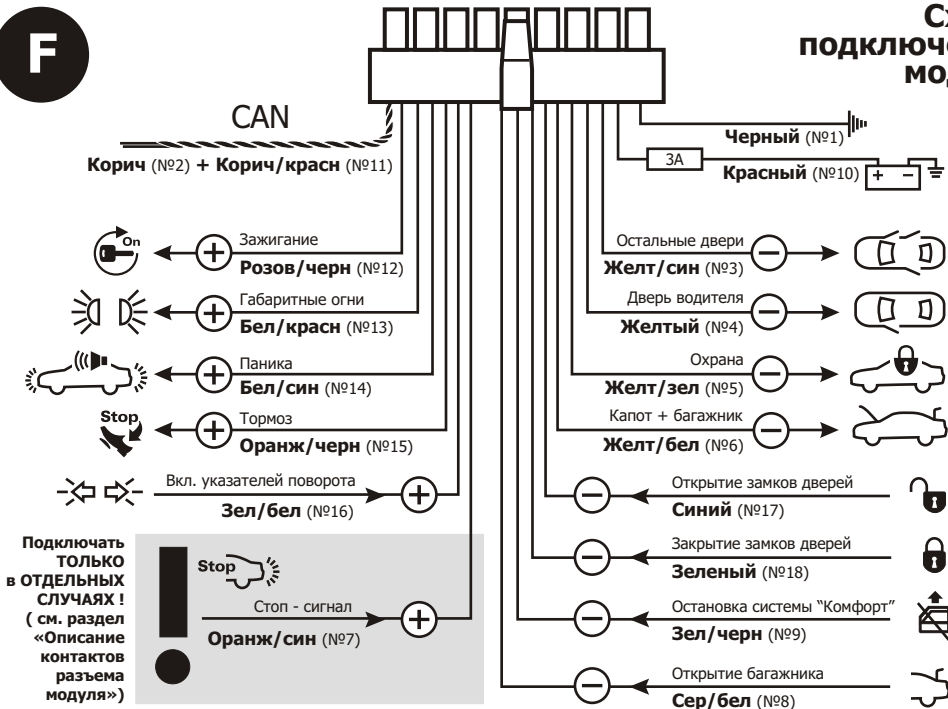 F
Сх
подключе
мод
CAN
Корич (№2) + Корич/красн (№11)
Черный (№1)
3А
Красный (№10)
+ −
On
+
Зажигание
Розов/черн (№12)
+
Габаритные огни
Бел/красн (№13)
+
Паника
Бел/син (№14)
Stop
+
Тормоз
Оранж/черн (№15)
Вкл. указателей поворота
+
Зел/бел (№16)
Подключать
ТОЛЬКО
в ОТДЕЛЬНЫХ
СЛУЧАЯХ !
( см. раздел
«Описание
контактов
разъема
модуля»)
!
Stop
Стоп - сигнал
+
Оранж/син (№7)
Остальные двери
−
Желт/син (№3)
Дверь водителя
−
Желтый (№4)
Охрана
−
Желт/зел (№5)
Капот + багажник
−
Желт/бел (№6)
−
Открытие замков дверей
Синий (№17)
−
Закрытие замков дверей
Зеленый (№18)
−
Остановка системы “Комфорт”
Зел/черн (№9)
−
Открытие багажника
Сер/бел (№8)